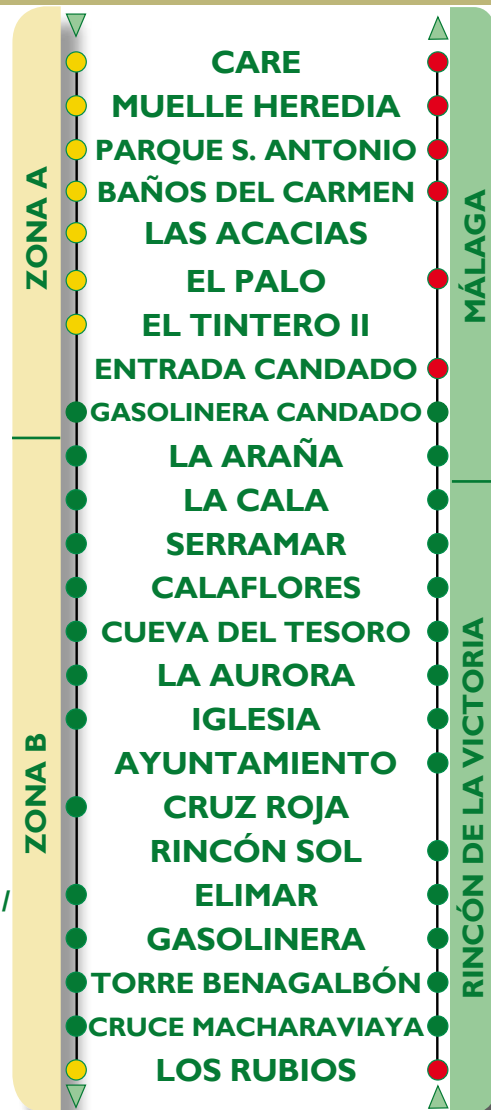 CARE
MUELLE HEREDIA
PARQUE S. ANTONIO
BAÑOS DEL CARMEN
LAS ACACIAS
EL PALO
EL TINTERO II
ENTRADA CANDADO
GASOLINERA CANDADO
LA ARAÑA
LA CALA
SERRAMAR
CALAFLORES
CUEVA DEL TESORO
LA AURORA
IGLESIA
AYUNTAMIENTO
CRUZ ROJA
RINCÓN SOL
ELIMAR
GASOLINERA
TORRE BENAGALBÓN
CRUCE MACHARAVIAYA
LOS RUBIOS
ZONA A
ZONA B
/
MÁLAGA
RINCÓN DE LA VICTORIA